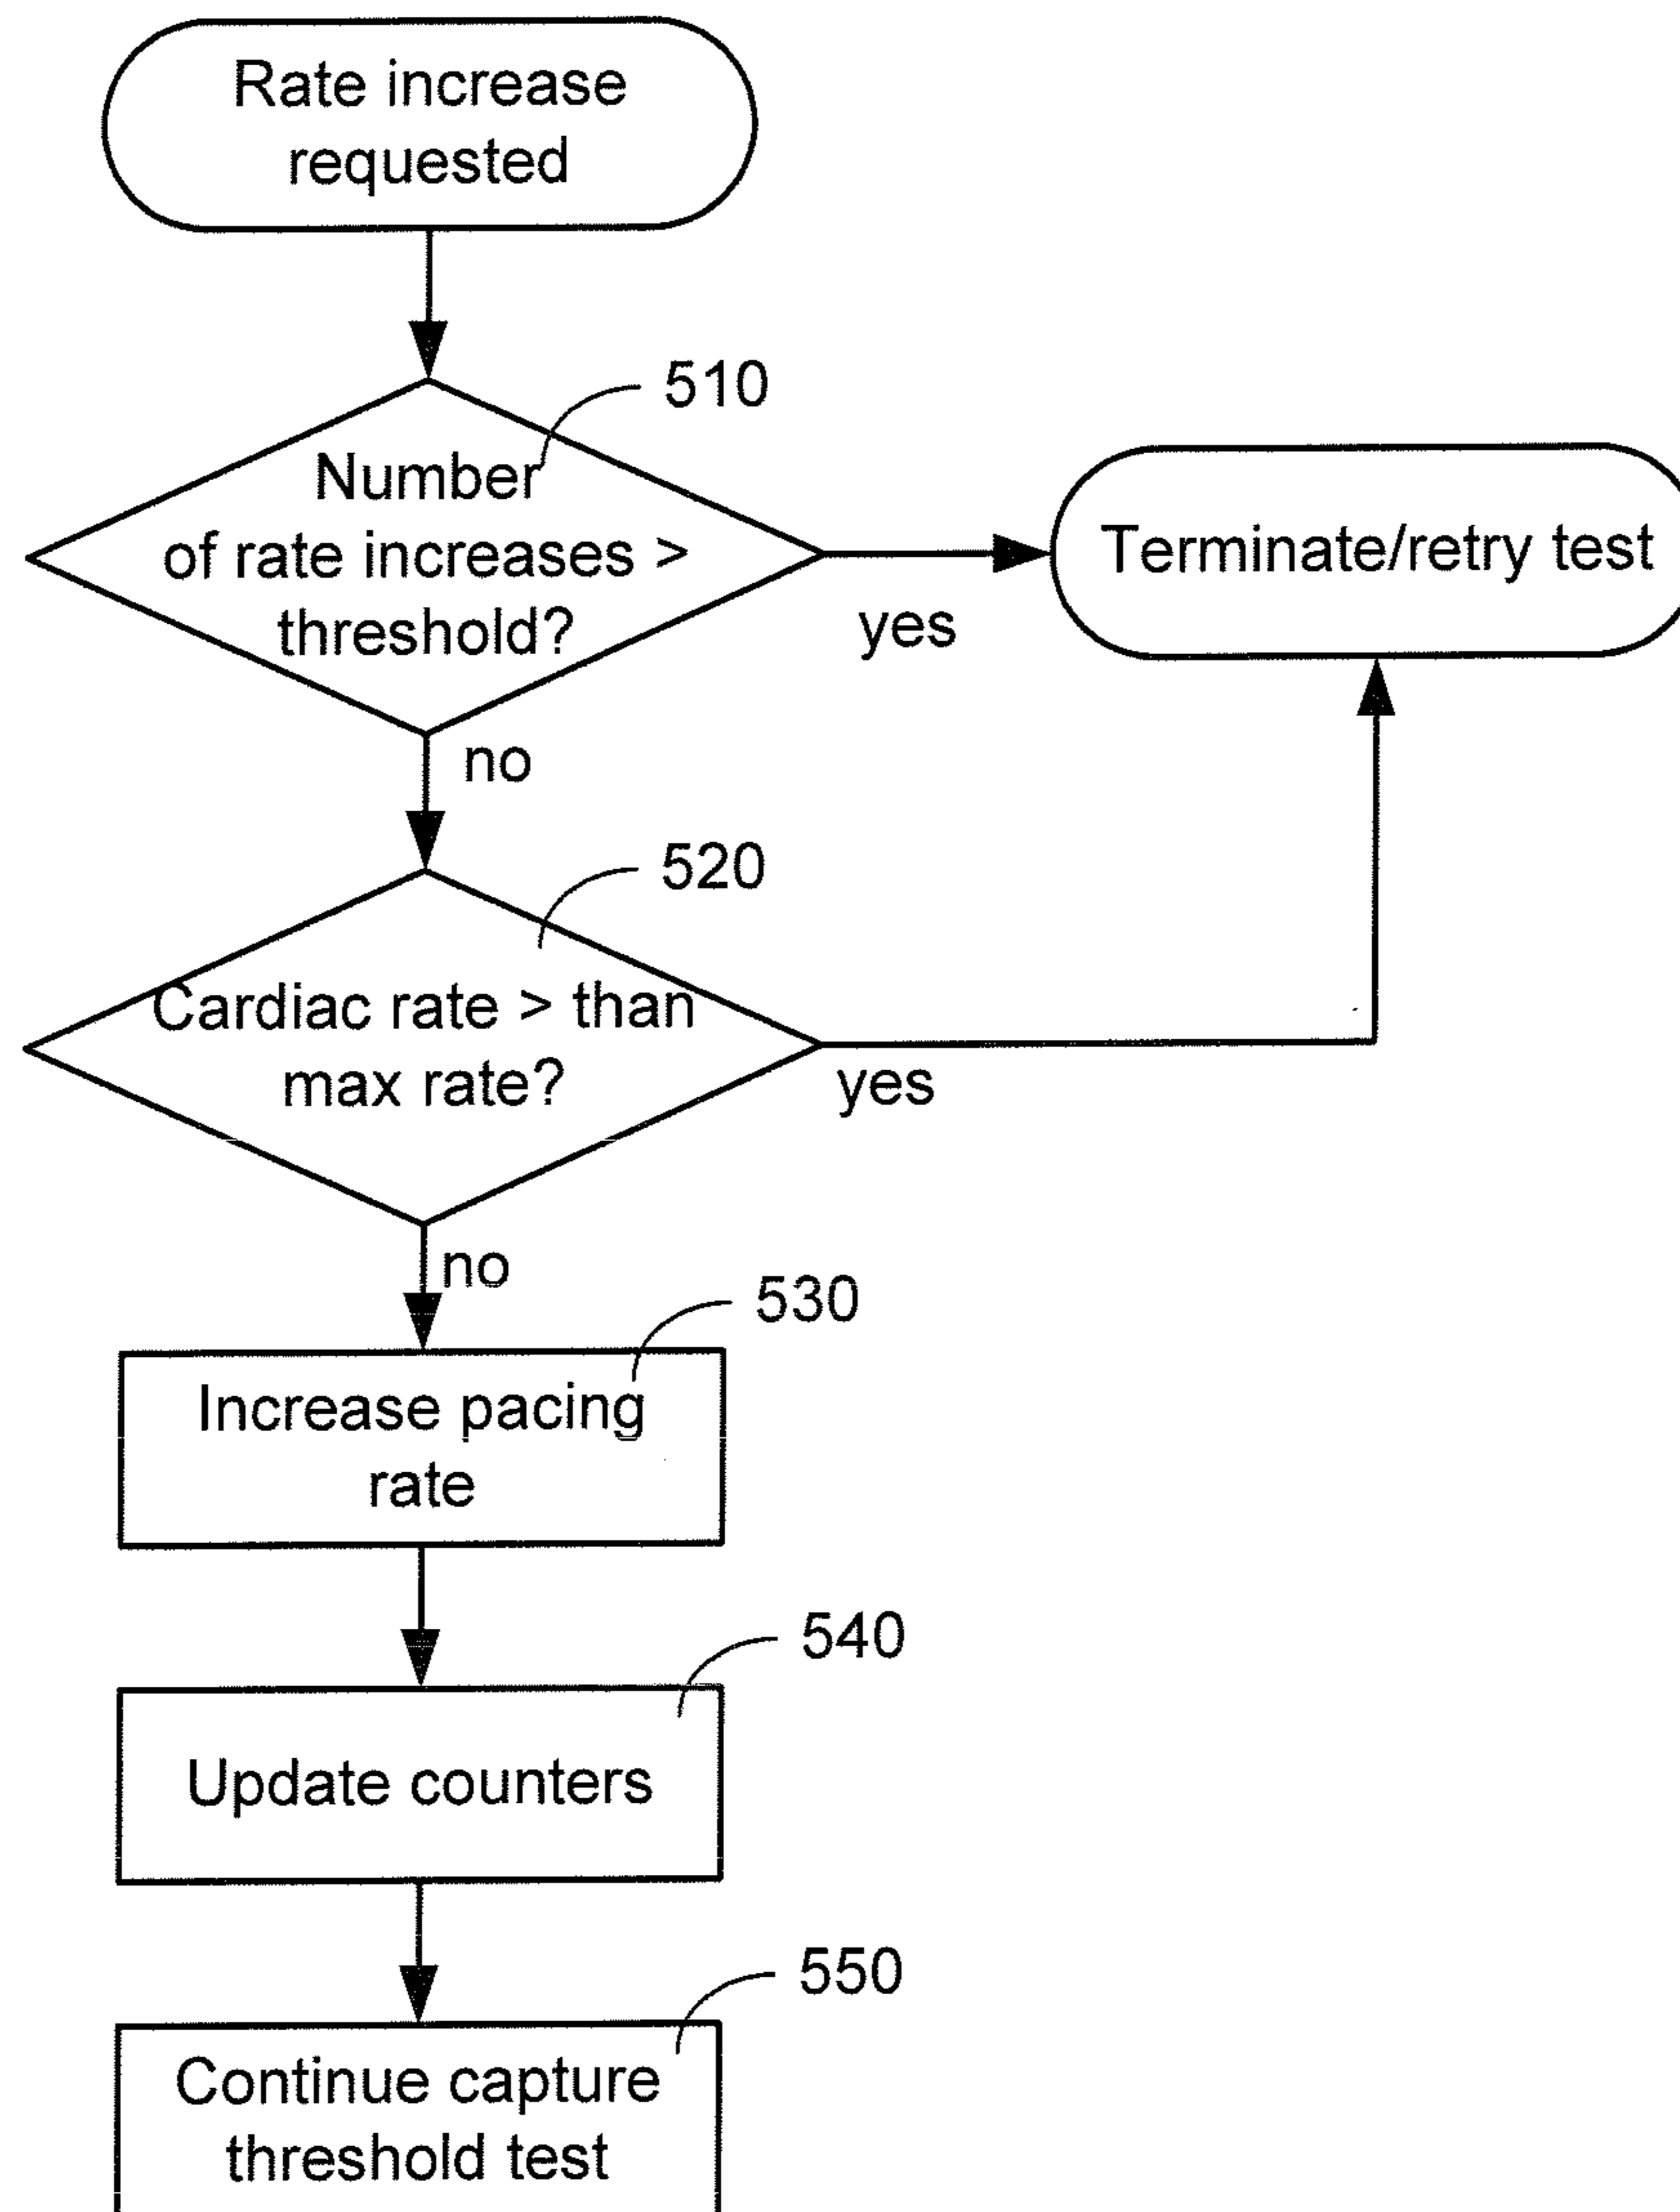 Rate increase
requested
510
Number
of rate increases >
threshold?
yes
Terminate/retry test
no
520
Cardiac rate > than
max rate?
yes
no
530
Increase pacing
rate
540
Update counters
550
Continue capture
threshold test